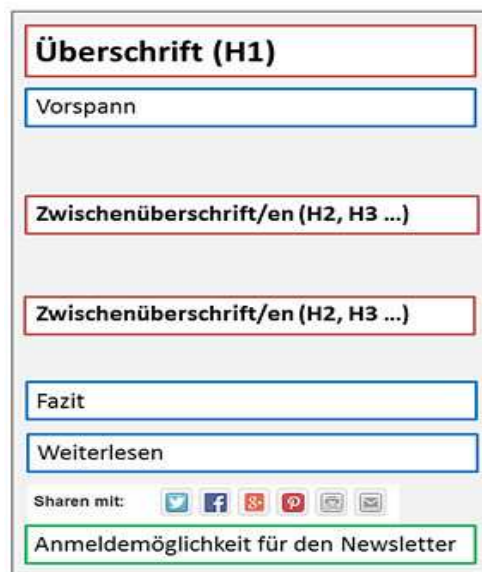 Überschrift (H1)
Vorspann
Zwischenüberschrift/en (H2, H3 ...)
Zwischenüberschrift/en (H2, H3 ...)
Fazit
Weiterlesen
Sharen mit:
Anmeldemöglichkeit für den Newsletter